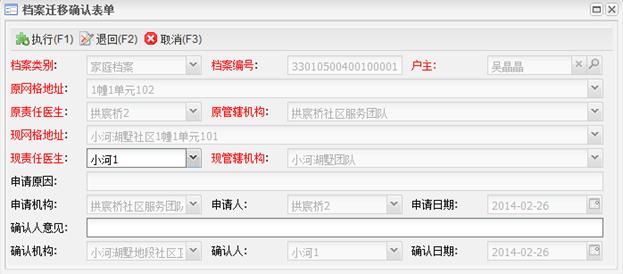 档案迁移确认表单
执行(F1) 退回(F2) 取消(F3)
档案类别: 家庭档案 档案编号: 33010500400100001 户主: 吴晶晶
原网格地址: 1幢1单元102
原责任医生: 拱宸桥2 原管辖机构: 拱宸桥社区服务团队
现网格地址: 小河湖墅社区1幢1单元101
现责任医生: 小河1 现管辖机构: 小河湖墅团队
申请原因:
申请机构: 拱宸桥社区服务团队 申请人: 拱宸桥2 申请日期: 2014-02-26
确认人意见:
确认机构: 小河湖墅地段社区 确认人: 小河1 确认日期: 2014-02-26